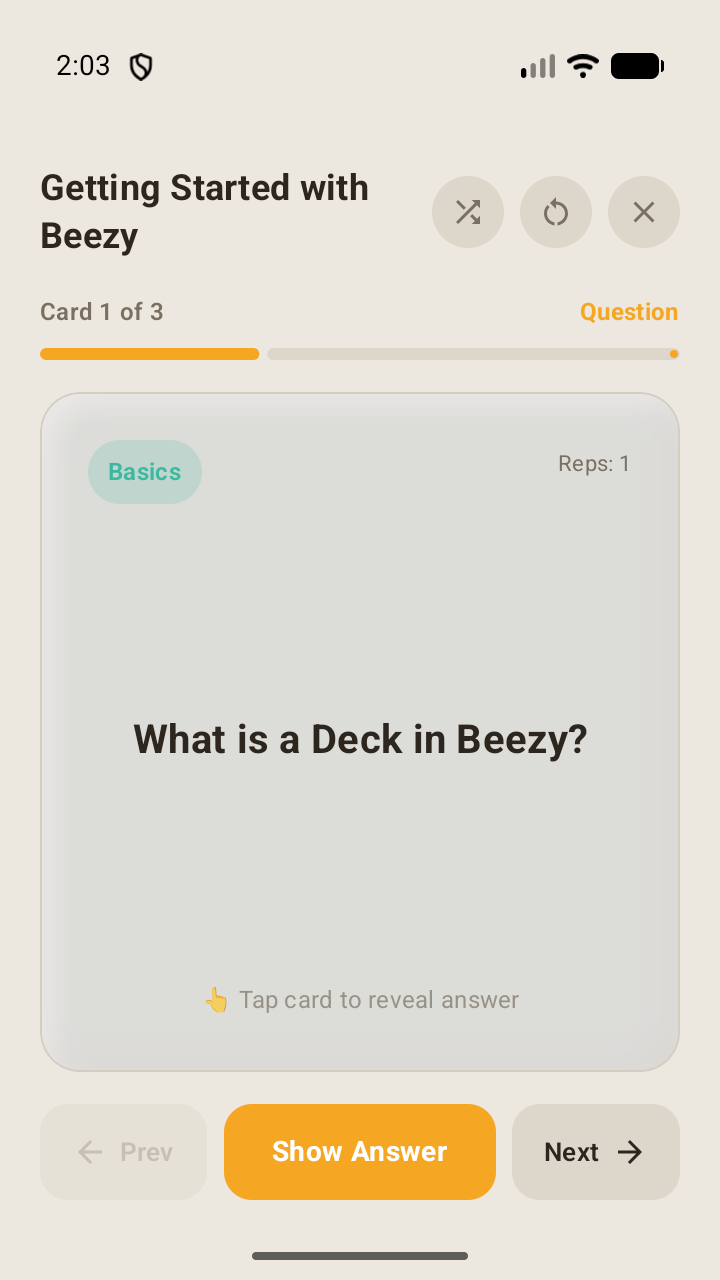 2:03
Getting Started with
Beezy
Card 1 of 3
Question
Basics
Reps: 1
What is a Deck in Beezy?
👆 Tap card to reveal answer
Prev
Show Answer
Next